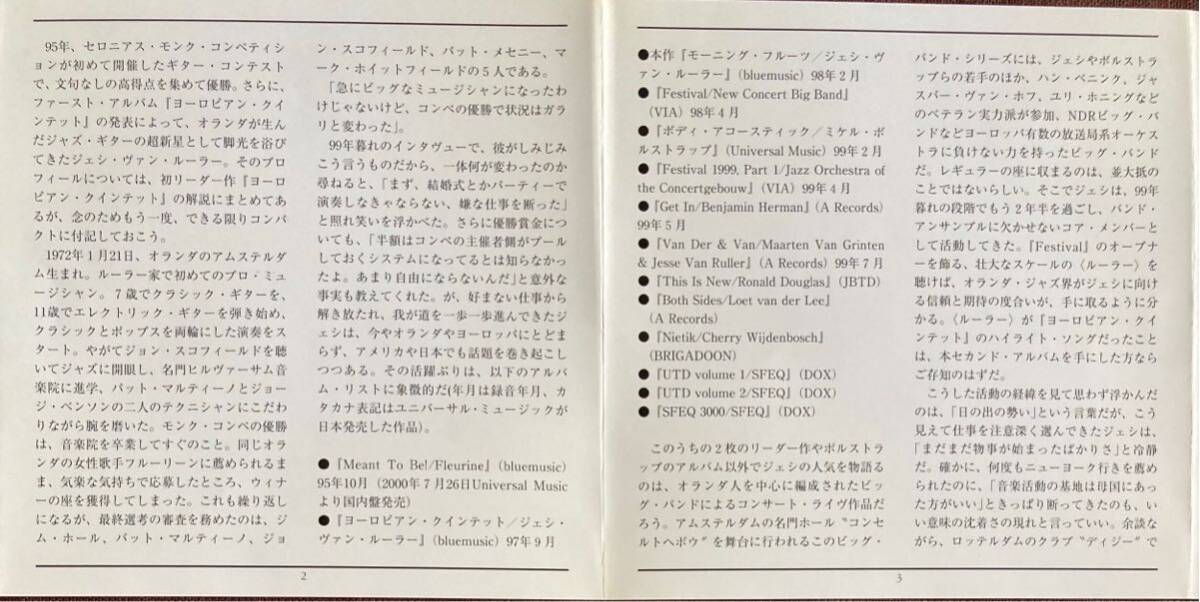 95年、セロニアス・モンク・コンペティシ
ョンが初めて開催したギター・コンテスト
で、文句なしの高得点を集めて優勝。さらに、
ファースト・アルバム『ヨーロピアン・クイ
ンテット』の発表によって、オランダが生ん
だジャズ・ギターの超新星として脚光を浴び
てきたジェシ・ヴァン・ルーラー。そのプロ
フィールについては、初リーダー作『ヨーロ
ピアン・クインテット』の解説にまとめてあ
るが、念のためもう一度、できる限りコンパ
クトに付記しておこう。
1972年1月21日、オランダのアムステルダ
ム生まれ。ルーラー家で初めてのプロ・ミュ
ージシャン。7歳でクラシック・ギターを、
11歳でエレクトリック・ギターを弾き始め、
クラシックとポップスを両輪にした演奏をス
タート。やがてジョン・スコフィールドを聴
いてジャズに開眼し、名門ヒルヴァーサム音
楽院に進学、パット・マルティーノとジョー
ジ・ベンソンの二人のテクニシャンにこだわ
りながら腕を磨いた。モンク・コンペの優勝
は、音楽院を卒業してすぐのこと。同じオラ
ンダの女性歌手フルーリーンに薦められるま
ま、気楽な気持ちで応募したところ、ウィナ
ーの座を獲得してしまった。これも繰り返し
になるが、最終選考の審査を務めたのは、ジ
ム・ホール、パット・マルティーノ、ジョ
ン・スコフィールド、パット・メセニー、マ
ーク・ホイットフィールドの5人である。
「急にビッグなミュージシャンになったわ
けじゃないけど、コンペの優勝で状況はガラ
リと変わった」。
99年暮れのインタヴューで、彼がしみじみ
こう言うものだから、一体何が変わったのか
尋ねると、「まず、結婚式とかパーティーで
演奏しなきゃならない、嫌な仕事を断った」
と照れ笑いを浮かべた。さらに優勝賞金につ
いても、「半額はコンペの主催者側がプール
しておくシステムになってるとは知らなかっ
たよ。あまり自由にならないんだ」と意外な
事実も教えてくれた。が、好まない仕事から
解き放たれ、我が道を一歩一歩進んできたジ
ェシは、今やオランダやヨーロッパにとどま
らず、アメリカや日本でも話題を巻き起こし
つつある。その活躍ぶりは、以下のアルバ
ム・リストに象徴的だ(年月は録音年月、カ
タカナ表記はユニバーサル・ミュージックが
日本発売した作品)。
●『Meant To Be!/Fleurine』(bluemusic)
95年10月 (2000年7月26日Universal Music
より国内盤発売)
●『ヨーロピアン・クインテット／ジェシ・
ヴァン・ルーラー』(bluemusic) 97年9月
2
●本作『モーニング・フルーツ／ジェシ・ヴ
ァン・ルーラー』(bluemusic) 98年2月
●『Festival/New Concert Big Band』
(VIA) 98年4月
●『ボディ・アコースティック／ミケル・ボ
ルストラップ』(Universal Music) 99年2月
●『Festival 1999, Part 1/Jazz Orchestra of
the Concertgebouw』(VIA) 99年4月
●『Get In/Benjamin Herman』(A Records)
99年5月
●『Van Der & Van/Maarten Van Grinten
& Jesse Van Ruller』(A Records) 99年7月
●『This Is New/Ronald Douglas』(JBTD)
●『Both Sides/Loet van der Lee』
(A Records)
●『Nietik/Cherry Wijdenbosch』
(BRIGADOON)
●『UTD volume 1/SFEQ』(DOX)
●『UTD volume 2/SFEQ』(DOX)
●『SFEQ 3000/SFEQ』(DOX)
このうちの2枚のリーダー作やボルストラ
ップのアルバム以外でジェシの人気を物語る
のは、オランダ人を中心に編成されたビッ
グ・バンドによるコンサート・ライヴ作品だ
ろう。アムステルダムの名門ホール〝コンセ
ルトヘボウ〟を舞台に行われるこのビッグ・
バンド・シリーズには、ジェシやボルストラ
ップらの若手のほか、ハン・ベニンク、ジャ
スパー・ヴァン・ホフ、ユリ・ホニングなど
のベテラン実力派が参加、NDRビッグ・バ
ンドなどヨーロッパ有数の放送局系オーケス
トラに負けない力を持ったビッグ・バンド
だ。レギュラーの座に収まるのは、並大抵の
ことではないらしい。そこでジェシは、99年
暮れの段階でもう2年半を過ごし、バンド・
アンサンブルに欠かせないコア・メンバーと
して活動してきた。『Festival』のオープナ
ーを飾る、壮大なスケールの〈ルーラー〉を
聴けば、オランダ・ジャズ界がジェシに向け
る信頼と期待の度合いが、手に取るように分
かる。〈ルーラー〉が『ヨーロピアン・クイ
ンテット』のハイライト・ソングだったこと
は、本セカンド・アルバムを手にした方なら
ご存知のはずだ。
こうした活動の経緯を見て思わず浮かんだ
のは、「日の出の勢い」という言葉だが、こう
見えて仕事を注意深く選んできたジェシは、
「まだまだ物事が始まったばかりさ」と冷静
だ。確かに、何度もニューヨーク行きを薦め
られたのに、「音楽活動の基地は母国にあっ
た方がいい」ときっぱり断ってきたのも、い
い意味の沈着さの現れと言っていい。余談な
がら、ロッテルダムのクラブ〝ディジー〟で
3